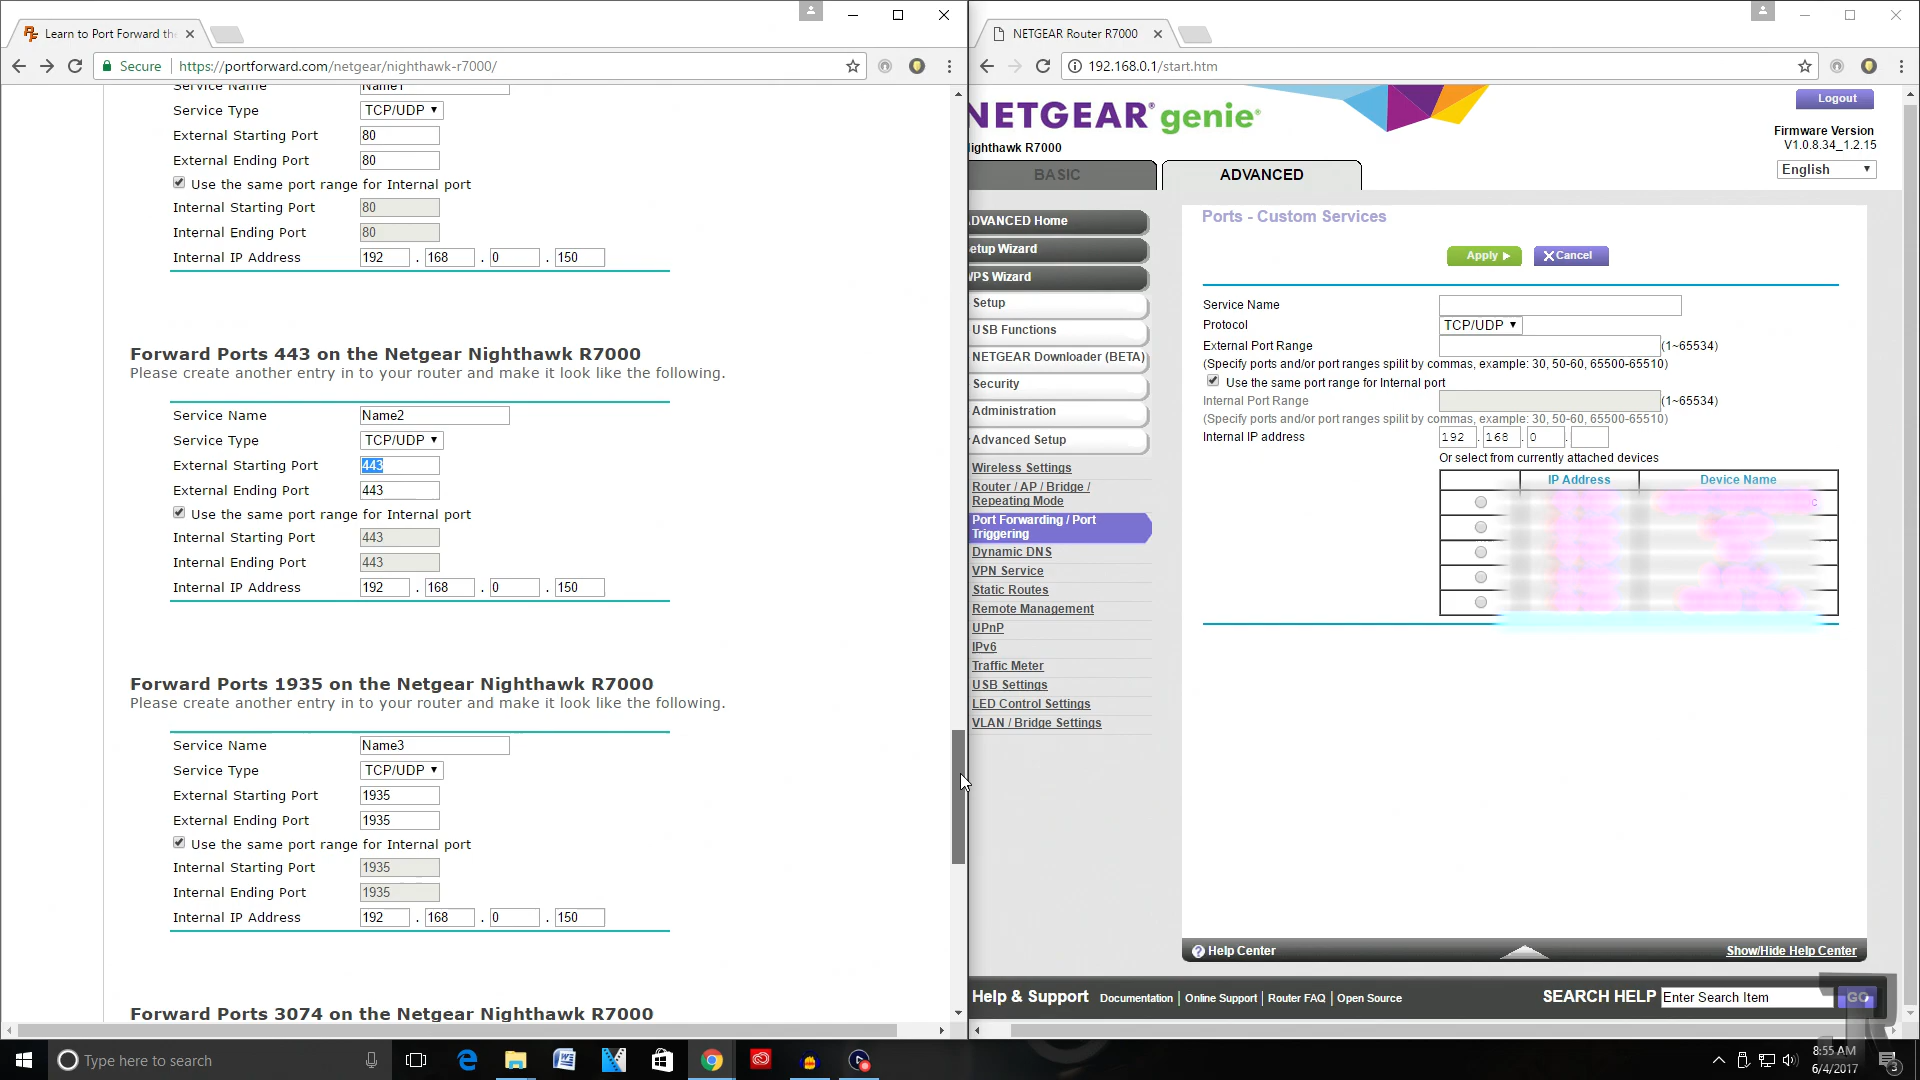 Learn to Port Forward the
Secure
https://portforward.com/netgear/nighthawk-r7000/
Service Name
Name1
Service Type
TCP/UDP
External Starting Port
80
External Ending Port
80
Use the same port range for Internal port
Internal Starting Port
80
Internal Ending Port
80
Internal IP Address
192 . 168 . 0 . 150
Forward Ports 443 on the Netgear Nighthawk R7000
Please create another entry in to your router and make it look like the following.
Service Name
Name2
Service Type
TCP/UDP
External Starting Port
443
External Ending Port
443
Use the same port range for Internal port
Internal Starting Port
443
Internal Ending Port
443
Internal IP Address
192 . 168 . 0 . 150
Forward Ports 1935 on the Netgear Nighthawk R7000
Please create another entry in to your router and make it look like the following.
Service Name
Name3
Service Type
TCP/UDP
External Starting Port
1935
External Ending Port
1935
Use the same port range for Internal port
Internal Starting Port
1935
Internal Ending Port
1935
Internal IP Address
192 . 168 . 0 . 150
Forward Ports 3074 on the Netgear Nighthawk R7000
NETGEAR Router R7000
192.168.0.1/start.htm
NETGEAR® genie®
ighthawk R7000
Logout
Firmware Version
V1.0.8.34_1.2.15
English
BASIC
ADVANCED
DVANCED Home
etup Wizard
WPS Wizard
Setup
USB Functions
NETGEAR Downloader (BETA)
Security
Administration
Advanced Setup
Wireless Settings
Router / AP / Bridge /
Repeating Mode
Port Forwarding / Port
Triggering
Dynamic DNS
VPN Service
Static Routes
Remote Management
UPnP
IPv6
Traffic Meter
USB Settings
LED Control Settings
VLAN / Bridge Settings
Ports - Custom Services
Apply
Cancel
Service Name
Protocol
TCP/UDP
External Port Range
(1~65534)
(Specify ports and/or port ranges spilit by commas, example: 30, 50-60, 65500-65510)
Use the same port range for Internal port
Internal Port Range
(1~65534)
(Specify ports and/or port ranges spilit by commas, example: 30, 50-60, 65500-65510)
Internal IP address
192 . 168 . 0 .
Or select from currently attached devices
IP Address
Device Name
Help Center
Show/Hide Help Center
Help & Support
Documentation | Online Support | Router FAQ | Open Source
SEARCH HELP
Enter Search Item
GO
Type here to search
8:55 AM
6/4/2017
3